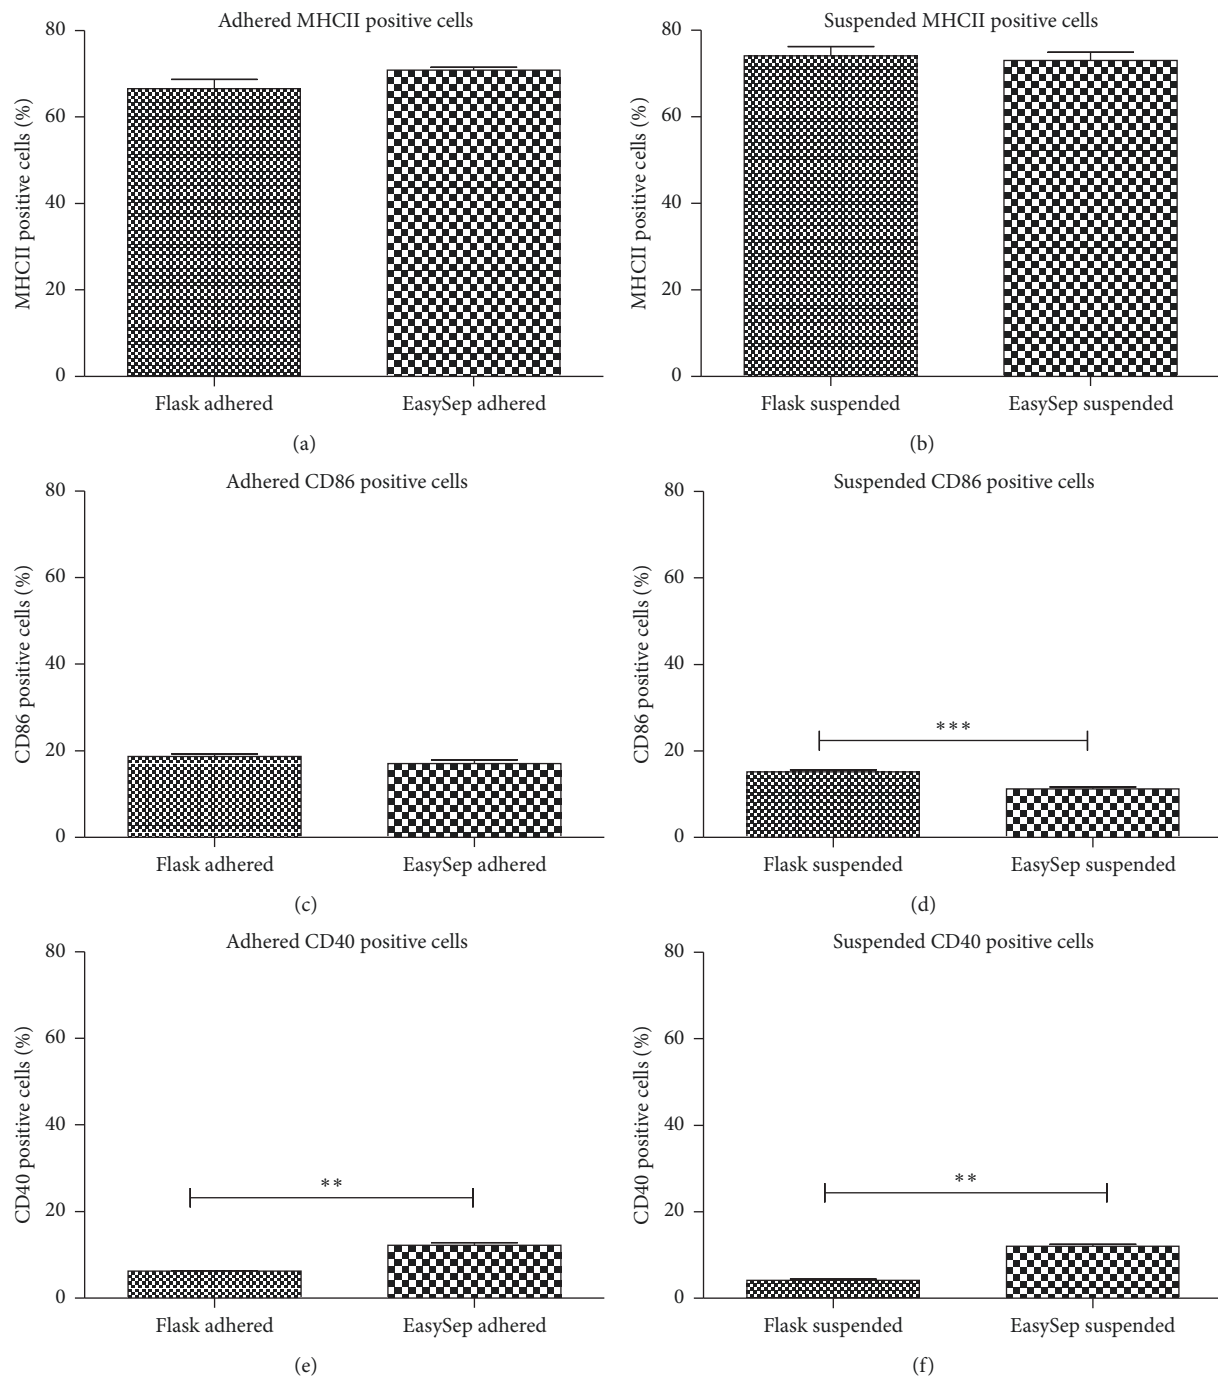 Adhered MHCII positive cells
MHCII positive cells (%)
80
60
40
20
0
Flask adhered
EasySep adhered
(a)
Suspended MHCII positive cells
MHCII positive cells (%)
80
60
40
20
0
Flask suspended
EasySep suspended
(b)
Adhered CD86 positive cells
CD86 positive cells (%)
80
60
40
20
0
Flask adhered
EasySep adhered
(c)
Suspended CD86 positive cells
CD86 positive cells (%)
80
60
40
20
0
***
Flask suspended
EasySep suspended
(d)
Adhered CD40 positive cells
CD40 positive cells (%)
80
60
40
20
0
**
Flask adhered
EasySep adhered
(e)
Suspended CD40 positive cells
CD40 positive cells (%)
80
60
40
20
0
**
Flask suspended
EasySep suspended
(f)